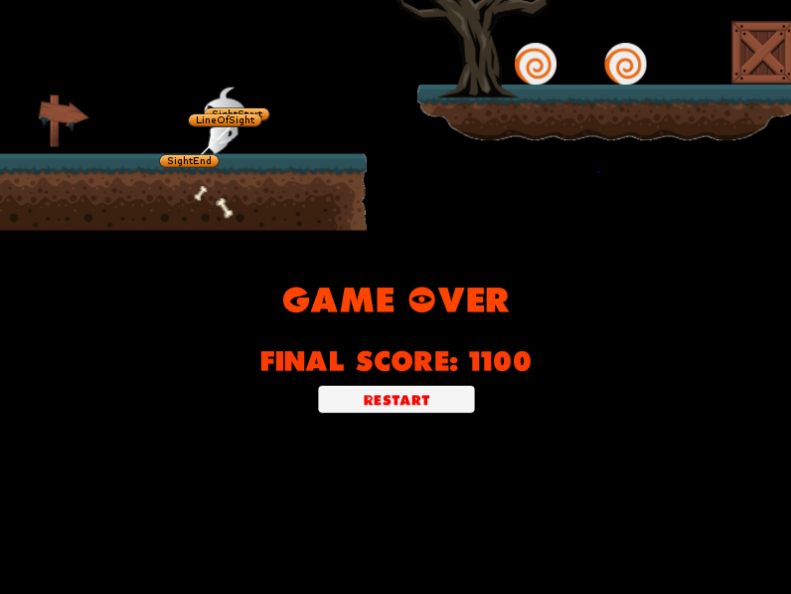 SightStart
LineOfSight
SightEnd
GAME OVER
FINAL SCORE: 1100
RESTART